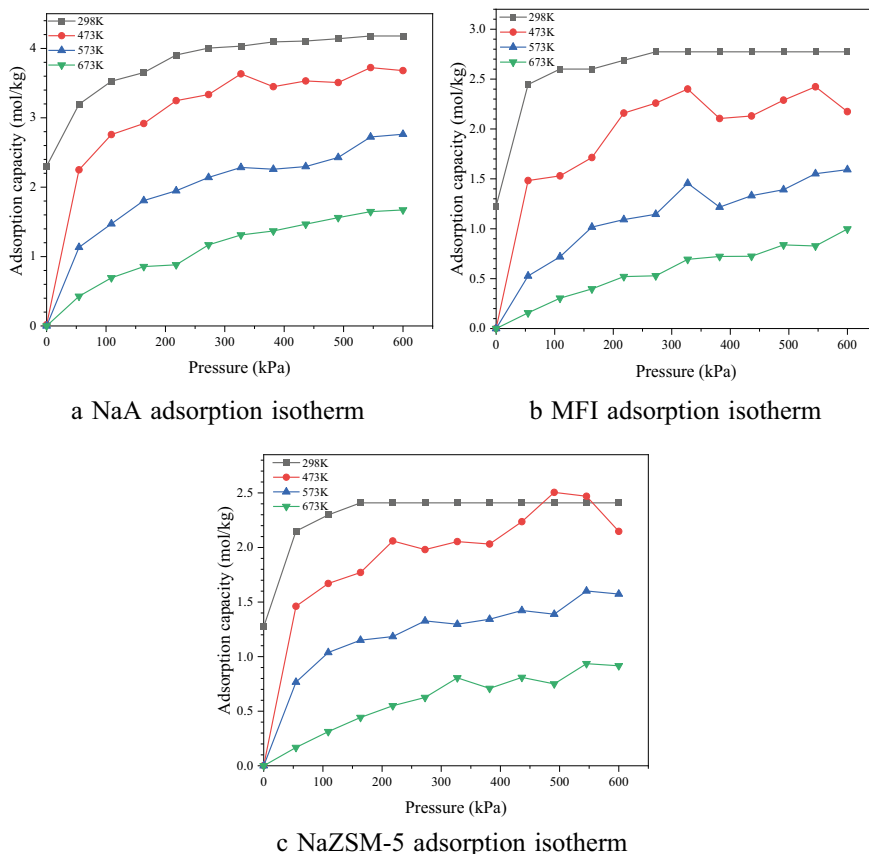 298K
473K
573K
673K
Adsorption capacity (mol/kg)
4
3
2
1
0
0 100 200 300 400 500 600
Pressure (kPa)
a NaA adsorption isotherm
298K
473K
573K
673K
Adsorption capacity (mol/kg)
3.0
2.5
2.0
1.5
1.0
0.5
0.0
0 100 200 300 400 500 600
Pressure (kPa)
b MFI adsorption isotherm
298K
473K
573K
673K
Adsorption capacity (mol/kg)
2.5
2.0
1.5
1.0
0.5
0.0
0 100 200 300 400 500 600
Pressure (kPa)
c NaZSM-5 adsorption isotherm